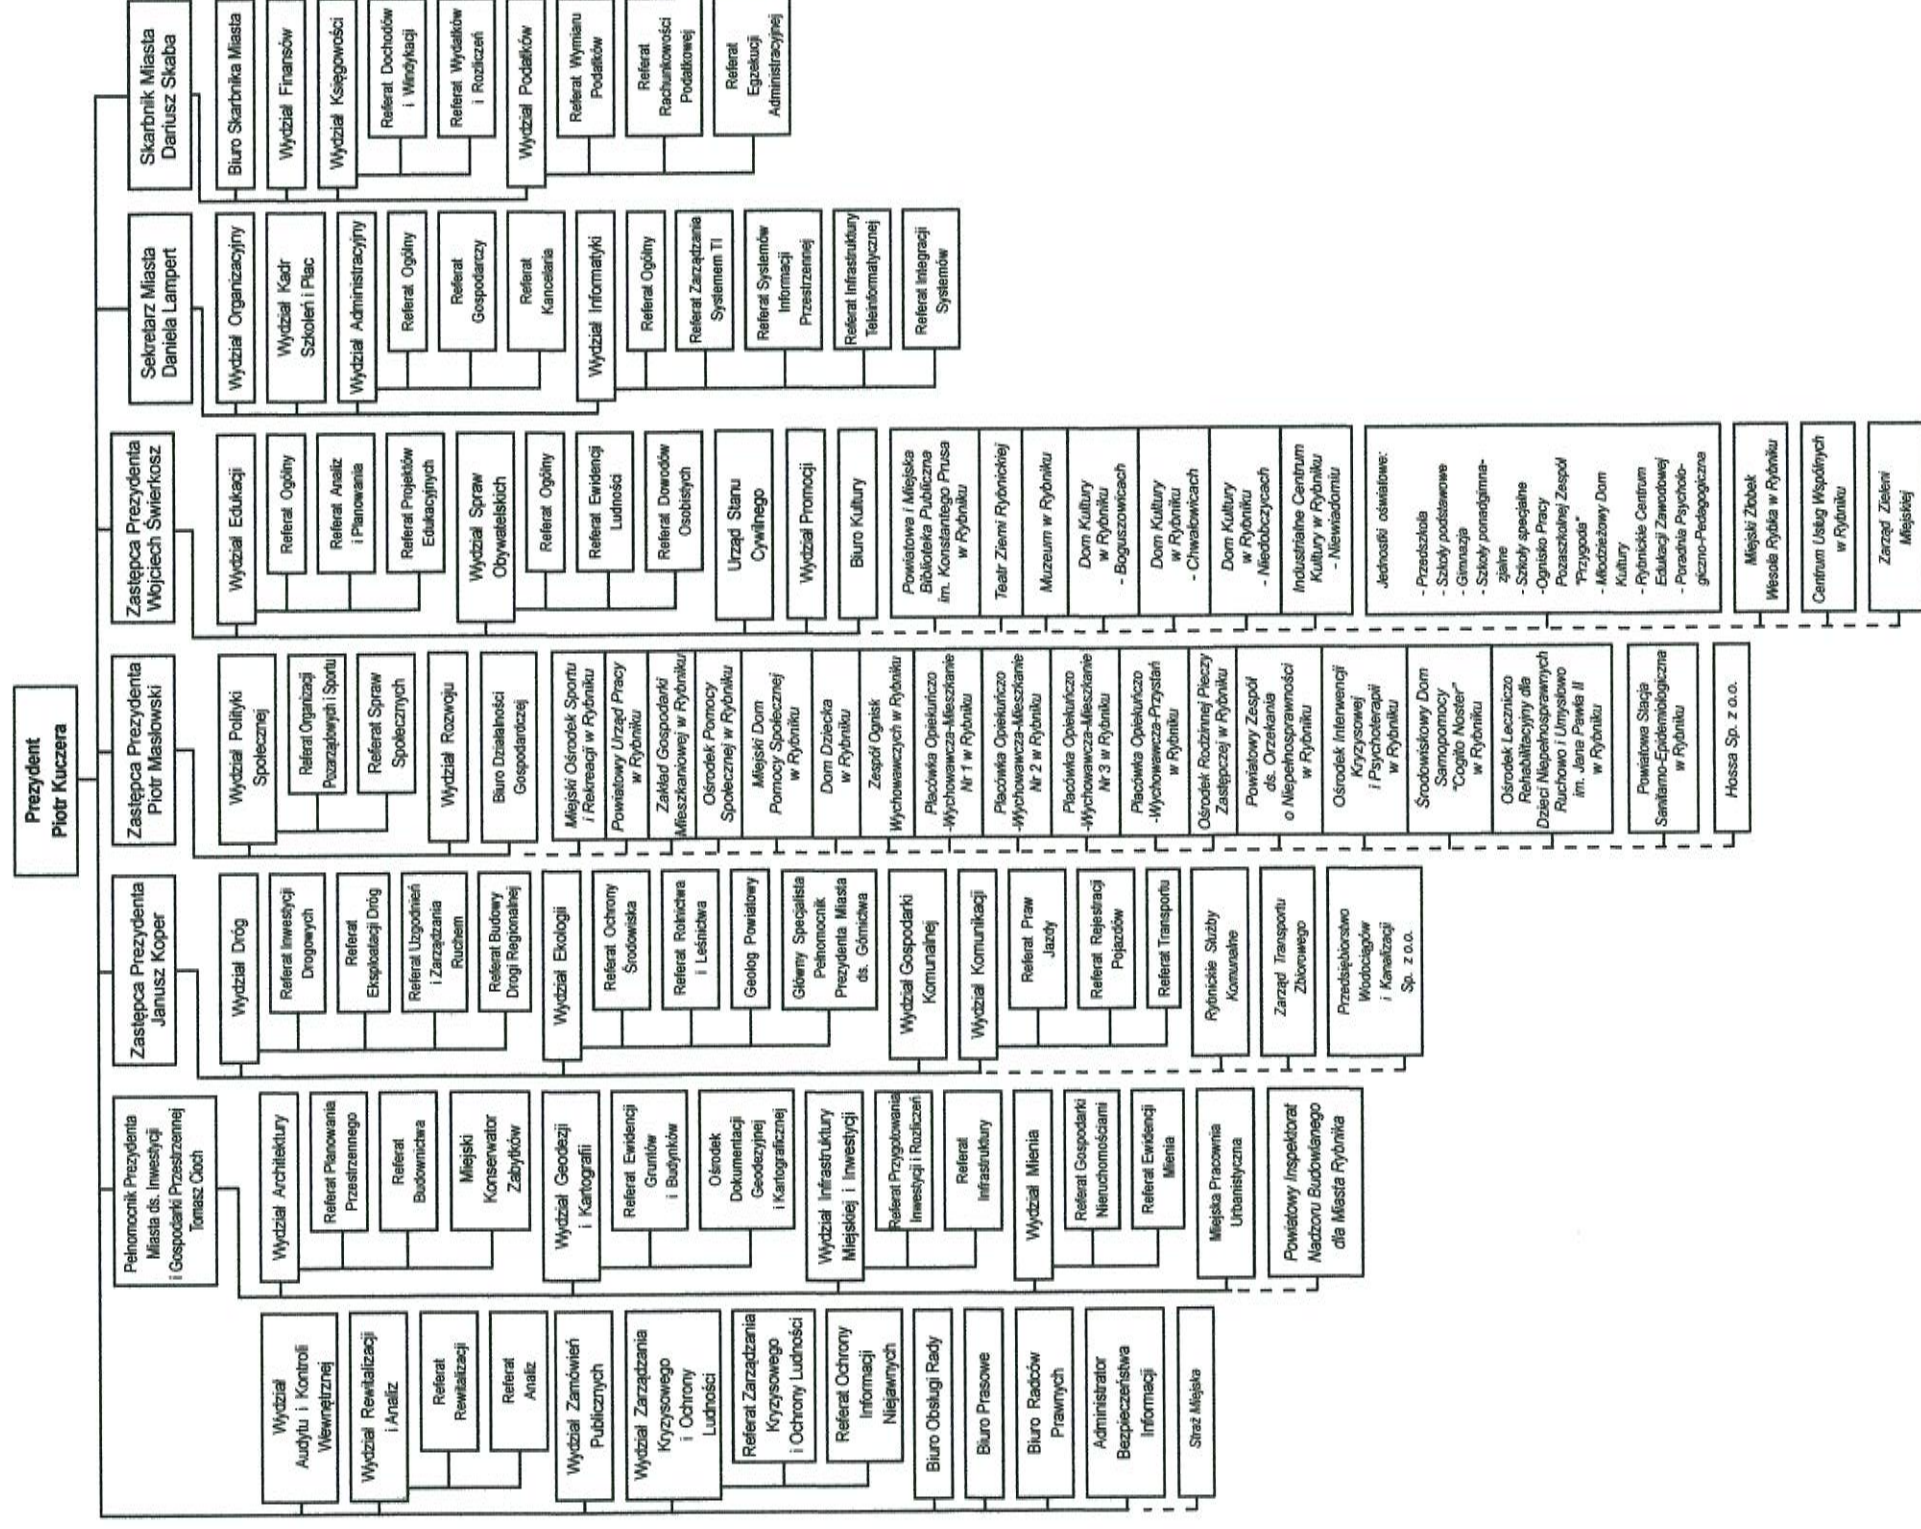 Prezydent
Piotr Kuczera
Pełnomocnik Prezydenta
Miasta ds. Inwestycji
i Gospodarki Przestrzennej
Tomasz Cioch
Zastępca Prezydenta
Janusz Koper
Zastępca Prezydenta
Piotr Masłowski
Zastępca Prezydenta
Wojciech Świerkosz
Sekretarz Miasta
Daniela Lampert
Skarbnik Miasta
Dariusz Skaba
Wydział
Audytu i Kontroli
Wewnętrznej
Wydział Rewitalizacji
i Analiz
Referat
Rewitalizacji
Referat
Analiz
Wydział Zamówień
Publicznych
Wydział Zarządzania
Kryzysowego
i Ochrony
Ludności
Referat Zarządzania
Kryzysowego
i Ochrony Ludności
Referat Ochrony
Informacji
Niejawnych
Biuro Obsługi Rady
Biuro Prasowe
Biuro Radców
Prawnych
Administrator
Bezpieczeństwa
Informacji
Straż Miejska
Wydział Architektury
Referat Planowania
Przestrzennego
Referat
Budownictwa
Miejski
Konserwator
Zabytków
Wydział Geodezji
i Kartografii
Referat Ewidencji
Gruntów
i Budynków
Ośrodek
Dokumentacji
Geodezyjnej
i Kartograficznej
Wydział Infrastruktury
Miejskiej i Inwestycji
Referat Przygotowania
Inwestycji i Rozliczeń
Referat
Infrastruktury
Wydział Mienia
Referat Gospodarki
Nieruchomościami
Referat Ewidencji
Mienia
Miejska Pracownia
Urbanistyczna
Powiatowy Inspektorat
Nadzoru Budowlanego
dla Miasta Rybnika
Wydział Dróg
Referat Inwestycji
Drogowych
Referat
Eksploatacji Dróg
Referat Uzgodnień
i Zarządzania
Ruchem
Referat Budowy
Drogi Regionalnej
Wydział Ekologii
Referat Ochrony
Środowiska
Referat Rolnictwa
i Leśnictwa
Geolog Powiatowy
Główny Specjalista
Pełnomocnik
Prezydenta Miasta
ds. Górnictwa
Wydział Gospodarki
Komunalnej
Wydział Komunikacji
Referat Praw
Jazdy
Referat Rejestracji
Pojazdów
Referat Transportu
Rybnickie Służby
Komunalne
Zarząd Transportu
Zbiorowego
Przedsiębiorstwo
Wodociągów
i Kanalizacji
Sp. z o.o.
Wydział Polityki
Społecznej
Referat Organizacji
Pozarządowych i Sportu
Referat Spraw
Społecznych
Wydział Rozwoju
Biuro Działalności
Gospodarczej
Miejski Ośrodek Sportu
i Rekreacji w Rybniku
Powiatowy Urząd Pracy
w Rybniku
Zakład Gospodarki
Mieszkaniowej w Rybniku
Ośrodek Pomocy
Społecznej w Rybniku
Miejski Dom
Pomocy Społecznej
w Rybniku
Dom Dziecka
w Rybniku
Zespół Ognisk
Wychowawczych w Rybniku
Placówka Opiekuńczo
-Wychowawcza-Mieszkanie
Nr 1 w Rybniku
Placówka Opiekuńczo
-Wychowawcza-Mieszkanie
Nr 2 w Rybniku
Placówka Opiekuńczo
-Wychowawcza-Mieszkanie
Nr 3 w Rybniku
Placówka Opiekuńczo
-Wychowawcza-Przystań
w Rybniku
Ośrodek Rodzinnej Pieczy
Zastępczej w Rybniku
Powiatowy Zespół
ds. Orzekania
o Niepełnosprawności
w Rybniku
Ośrodek Interwencji
Kryzysowej
i Psychoterapii
w Rybniku
Środowiskowy Dom
Samopomocy
"Cogito Noster"
w Rybniku
Ośrodek Leczniczo
Rehabilitacyjny dla
Dzieci Niepełnosprawnych
Ruchowo i Umysłowo
im. Jana Pawła II
w Rybniku
Powiatowa Stacja
Sanitarno-Epidemiologiczna
w Rybniku
Hossa Sp. z o.o.
Wydział Edukacji
Referat Ogólny
Referat Analiz
i Planowania
Referat Projektów
Edukacyjnych
Wydział Spraw
Obywatelskich
Referat Ogólny
Referat Ewidencji
Ludności
Referat Dowodów
Osobistych
Urząd Stanu
Cywilnego
Wydział Promocji
Biuro Kultury
Powiatowa i Miejska
Biblioteka Publiczna
im. Konstantego Prusa
w Rybniku
Teatr Ziemi Rybnickiej
Muzeum w Rybniku
Dom Kultury
w Rybniku
- Boguszowicach
Dom Kultury
w Rybniku
- Chwałowicach
Dom Kultury
w Rybniku
- Niedobczycach
Industrialne Centrum
Kultury w Rybniku
- Niewiadomiu
Jednostki oświatowe:
- Przedszkola
- Szkoły podstawowe
- Gimnazja
- Szkoły ponadgimna-
zjalne
- Szkoły specjalne
- Ognisko Pracy
Pozaszkolnej Zespół
"Przygoda"
- Młodzieżowy Dom
Kultury
- Rybnickie Centrum
Edukacji Zawodowej
- Poradnia Psycholo-
giczno-Pedagogiczna
Miejski Żłobek
Wesoła Rybka w Rybniku
Centrum Usług Wspólnych
w Rybniku
Zarząd Zieleni
Miejskiej
Wydział Organizacyjny
Wydział Kadr
Szkoleń i Płac
Wydział Administracyjny
Referat Ogólny
Referat
Gospodarczy
Referat
Kancelaria
Wydział Informatyki
Referat Ogólny
Referat Zarządzania
Systemem TI
Referat Systemów
Informacji
Przestrzennej
Referat Infrastruktury
Teleinformatycznej
Referat Integracji
Systemów
Biuro Skarbnika Miasta
Wydział Finansów
Wydział Księgowości
Referat Dochodów
i Windykacji
Referat Wydatków
i Rozliczeń
Wydział Podatków
Referat Wymiaru
Podatków
Referat
Rachunkowości
Podatkowej
Referat
Egzekucji
Administracyjnej